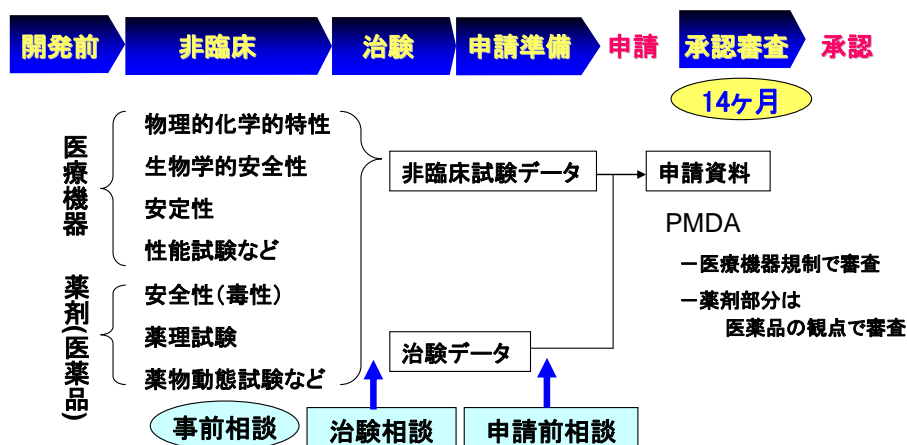 開発前
非臨床
治験
申請準備
申請
承認審査
承認
14ヶ月
医療機器
物理的化学的特性
生物学的安全性
安定性
性能試験など
薬剤(医薬品)
安全性(毒性)
薬理試験
薬物動態試験など
非臨床試験データ
治験データ
申請資料
PMDA
－医療機器規制で審査
－薬剤部分は
医薬品の観点で審査
事前相談
治験相談
申請前相談